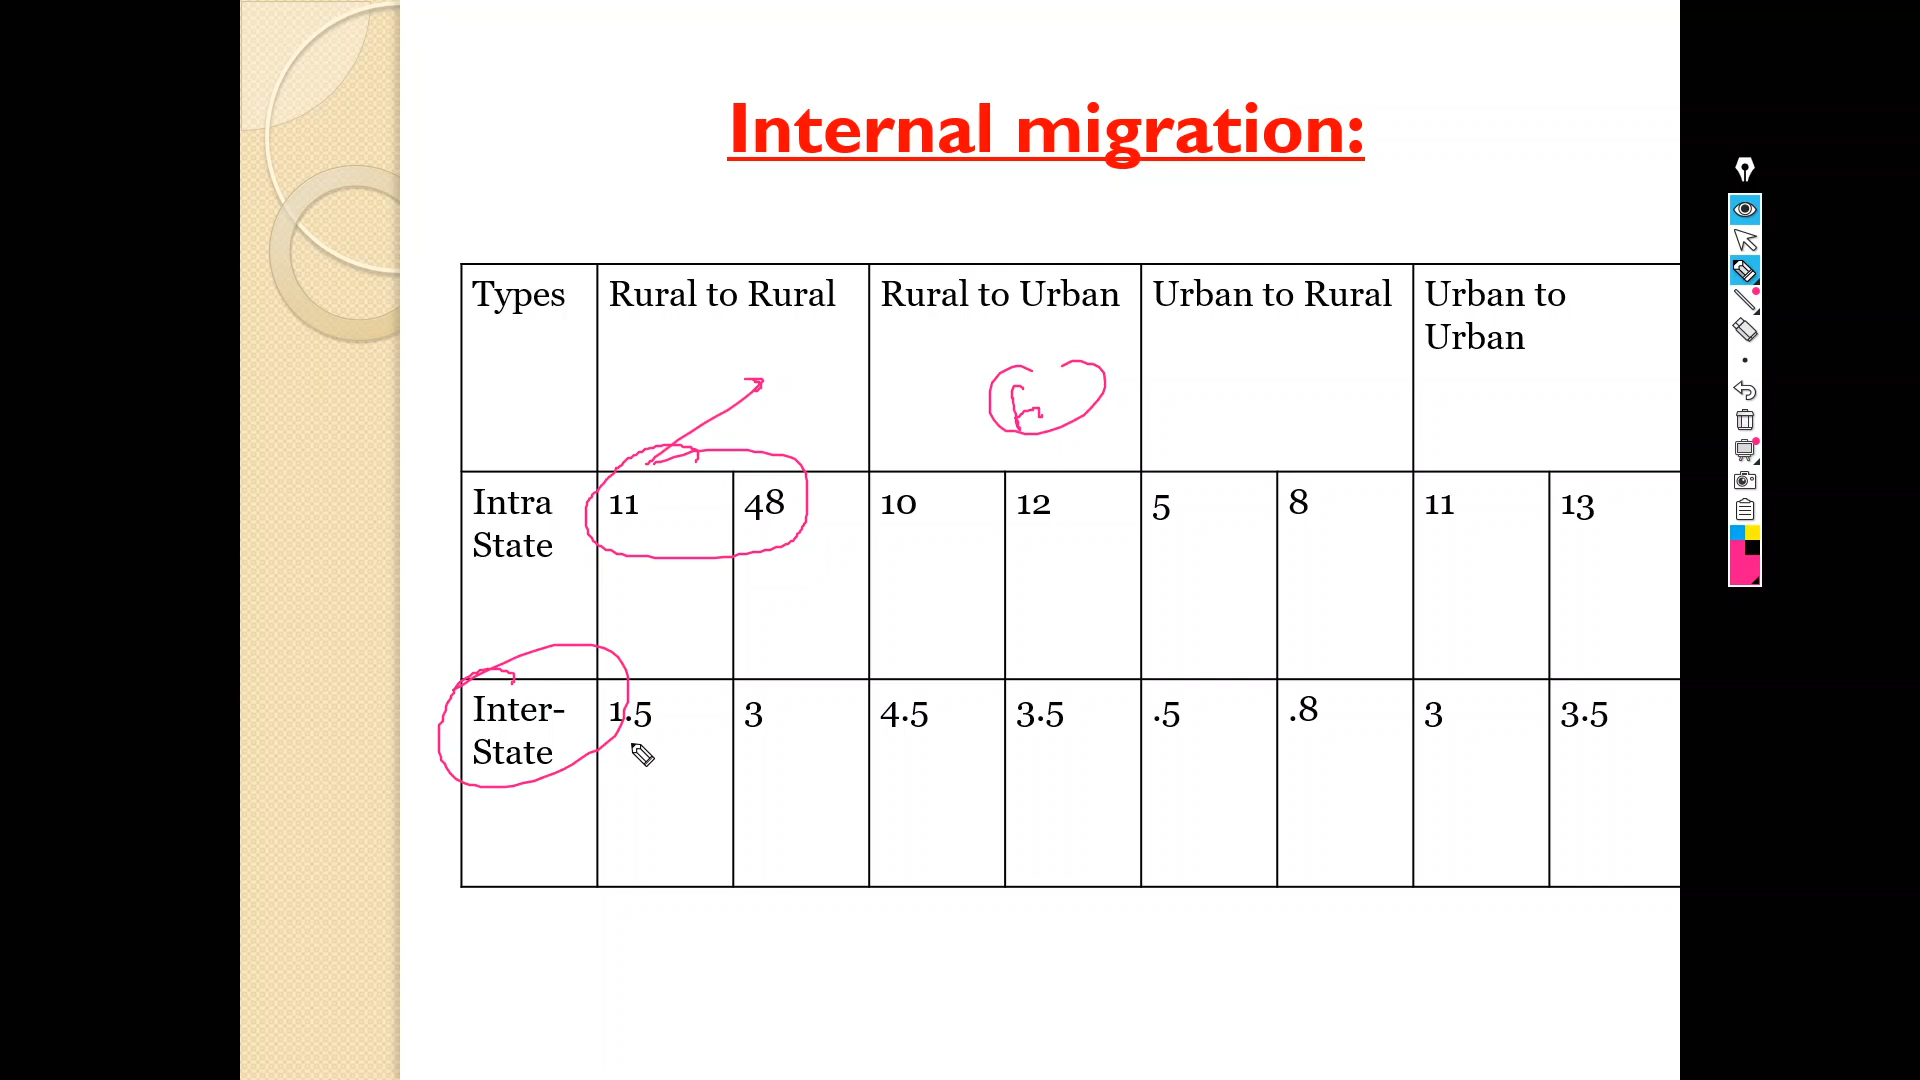 Internal migration:
Types Rural to Rural Rural to Urban Urban to Rural Urban to
Urban
Intra
State 11 48 10 12 5 8 11 13
Inter-
State 1.5 3 4.5 3.5 .5 .8 3 3.5